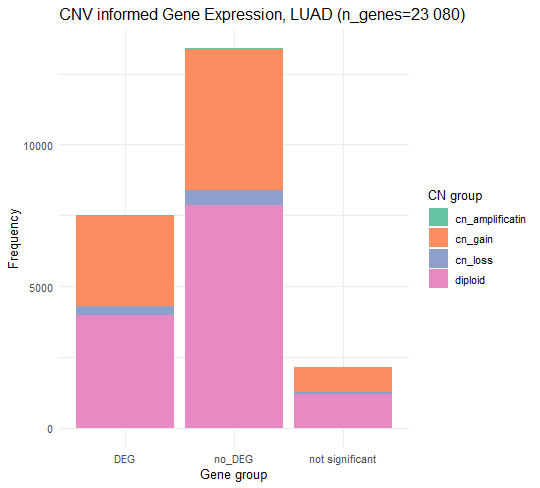 CNV informed Gene Expression, LUAD (n_genes=23 080)
10000
5000
0
Frequency
DEG
no_DEG
not significant
Gene group
CN group
cn_amplificatin
cn_gain
cn_loss
diploid